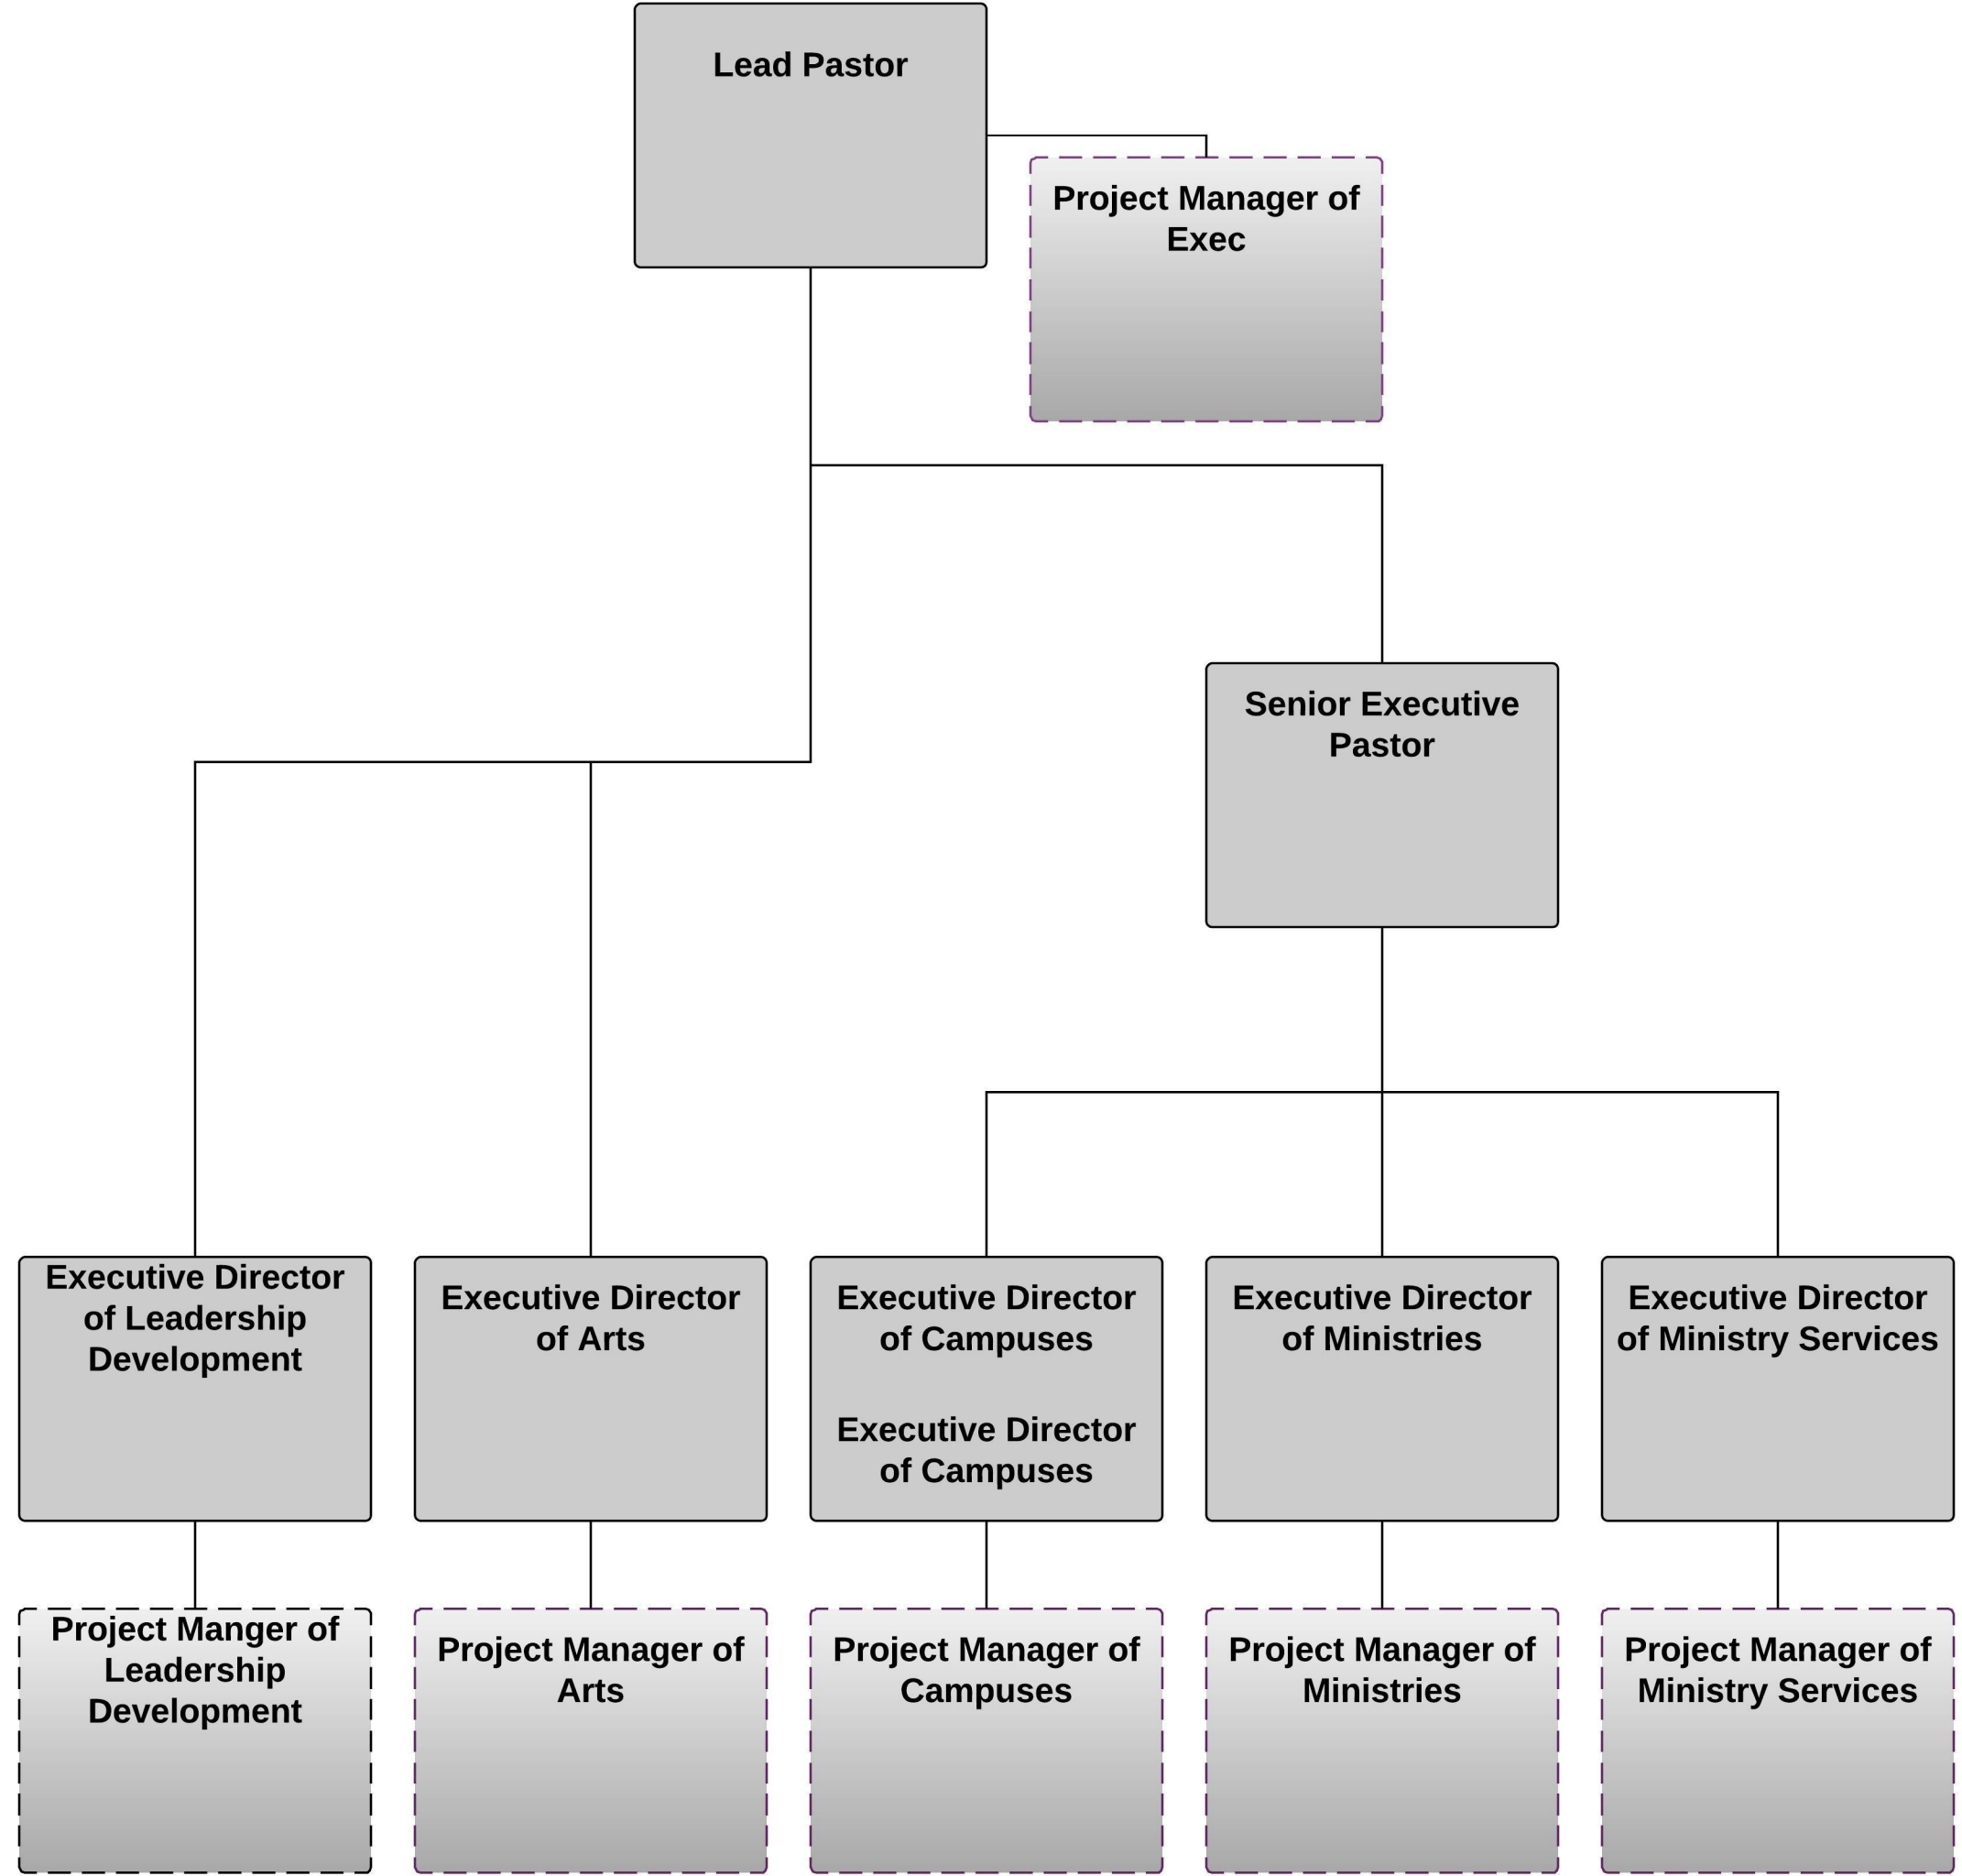 Lead Pastor
Project Manager of
Exec
Senior Executive
Pastor
Executive Director
of Leadership
Development
Executive Director
of Arts
Executive Director
of Campuses
Executive Director
of Campuses
Executive Director
of Ministries
Executive Director
of Ministry Services
Project Manger of
Leadership
Development
Project Manager of
Arts
Project Manager of
Campuses
Project Manager of
Ministries
Project Manager of
Ministry Services